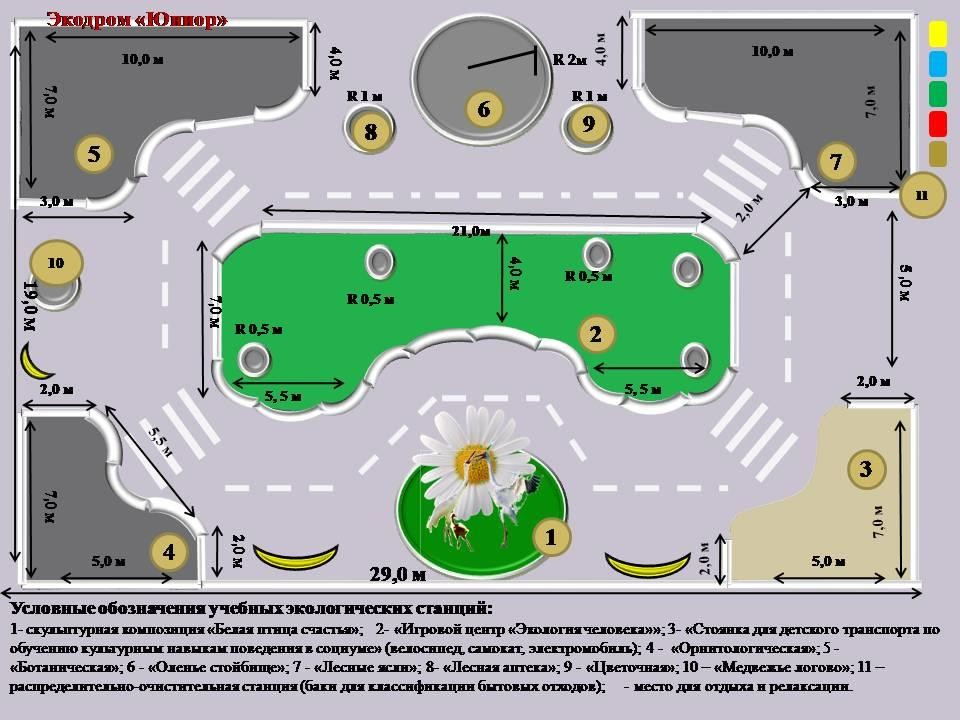 Экодром «Юниор»
10,0 м
4,0 м
R 2м
4,0 м
10,0 м
7,0 м
R 1 м
R 1 м
7,0 м
6
8
9
5
7
3,0 м
2,0 м
3,0 м
11
21,0м
10
4,0 м
5,0 м
19,0 м
7,0 м
R 0,5 м
R 0,5 м
R 0,5 м
2
2,0 м
5, 5 м
5, 5 м
2,0 м
5,5 м
3
7,0 м
7,0 м
1
4
5,0 м
2,0 м
2,0 м
5,0 м
29,0 м
Условные обозначения учебных экологических станций:
1- скульптурная композиция «Белая птица счастья»; 2- «Игровой центр «Экология человека»»; 3- «Стоянка для детского транспорта по
обучению культурным навыкам поведения в социуме» (велосипед, самокат, электромобиль); 4 - «Орнитологическая»; 5 -
«Ботаническая»; 6 - «Оленье стойбище»; 7 - «Лесные ясли»; 8- «Лесная аптека»; 9 - «Цветочная»; 10 – «Медвежье логово»; 11 –
распределительно-очистительная станция (баки для классификации бытовых отходов); - место для отдыха и релаксации.